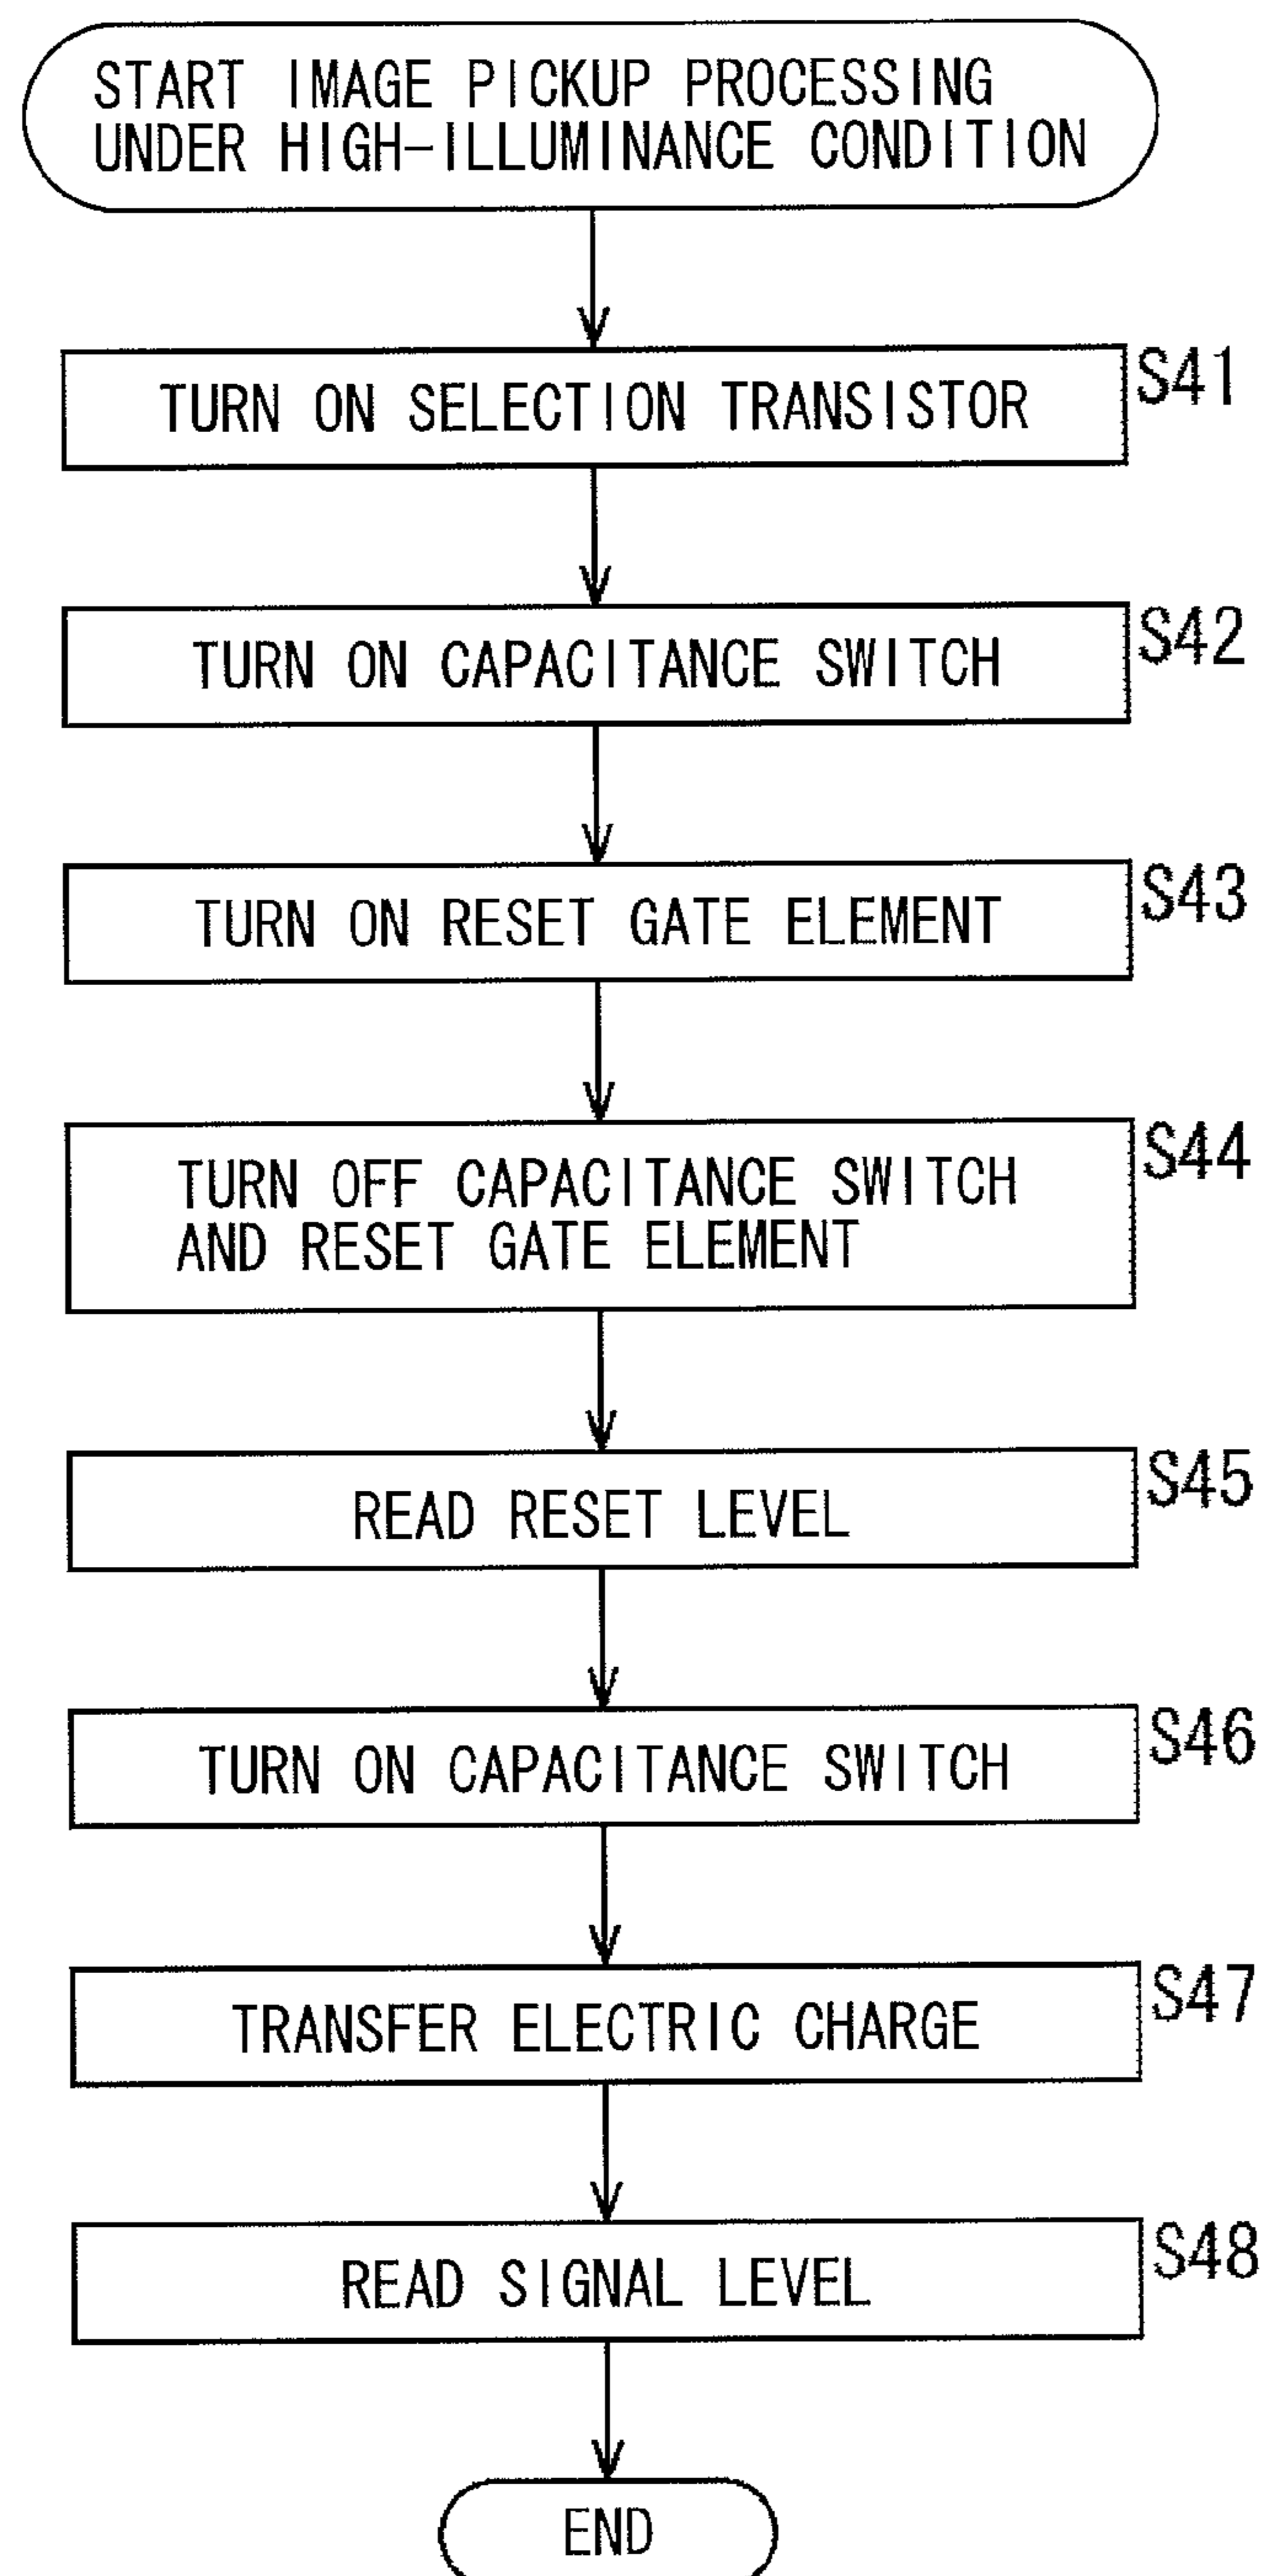 START IMAGE PICKUP PROCESSING
UNDER HIGH-ILLUMINANCE CONDITION
TURN ON SELECTION TRANSISTOR
S41
TURN ON CAPACITANCE SWITCH
S42
TURN ON RESET GATE ELEMENT
S43
TURN OFF CAPACITANCE SWITCH
AND RESET GATE ELEMENT
S44
READ RESET LEVEL
S45
TURN ON CAPACITANCE SWITCH
S46
TRANSFER ELECTRIC CHARGE
S47
READ SIGNAL LEVEL
S48
END